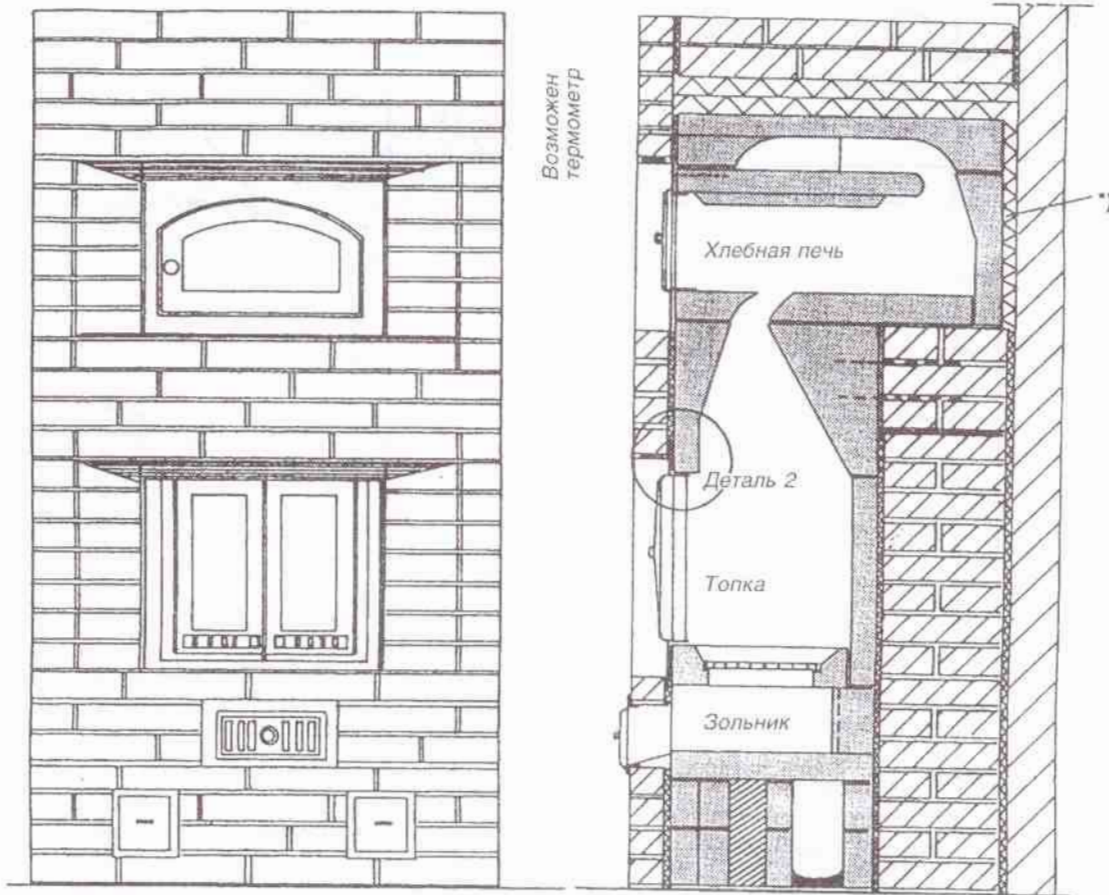 Возможен
термометр
*)
Хлебная печь
Деталь 2
Топка
Зольник